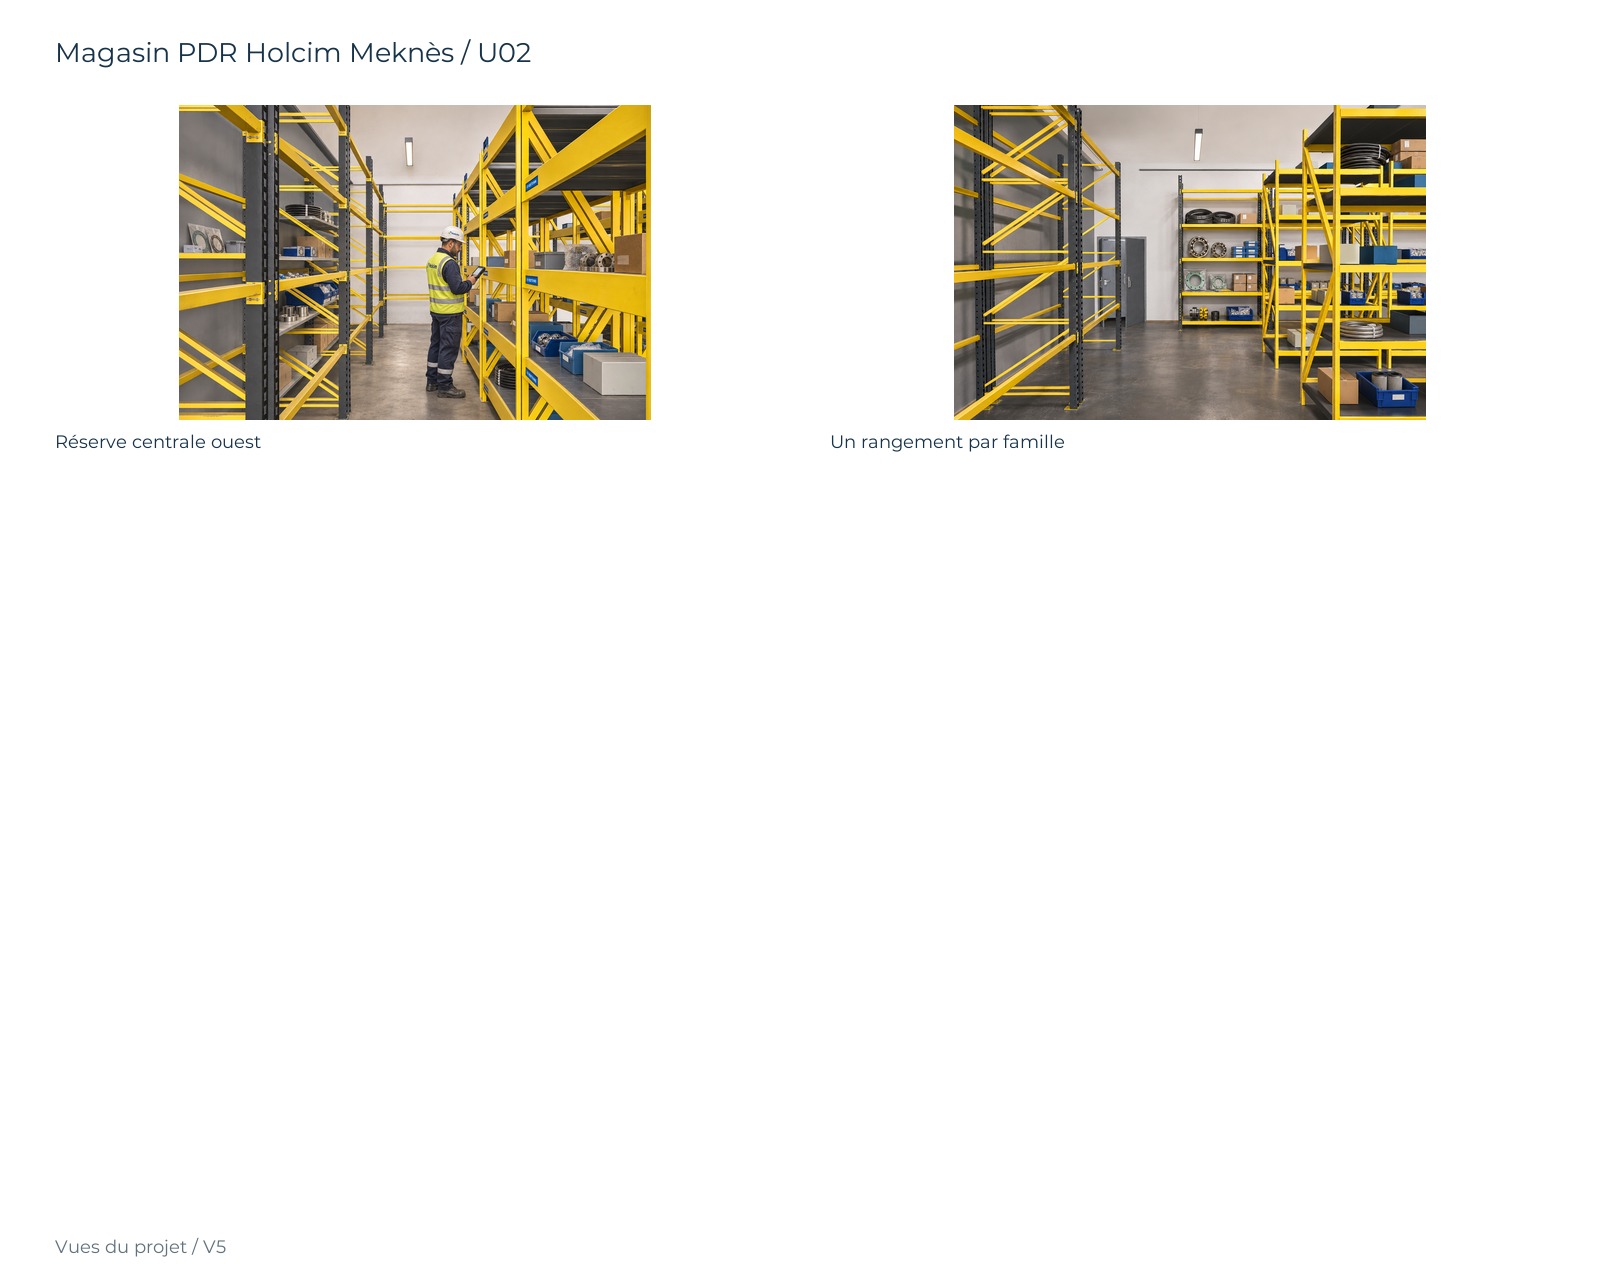 Magasin PDR Holcim Meknès / U02
Réserve centrale ouest
Un rangement par famille
Vues du projet / V5